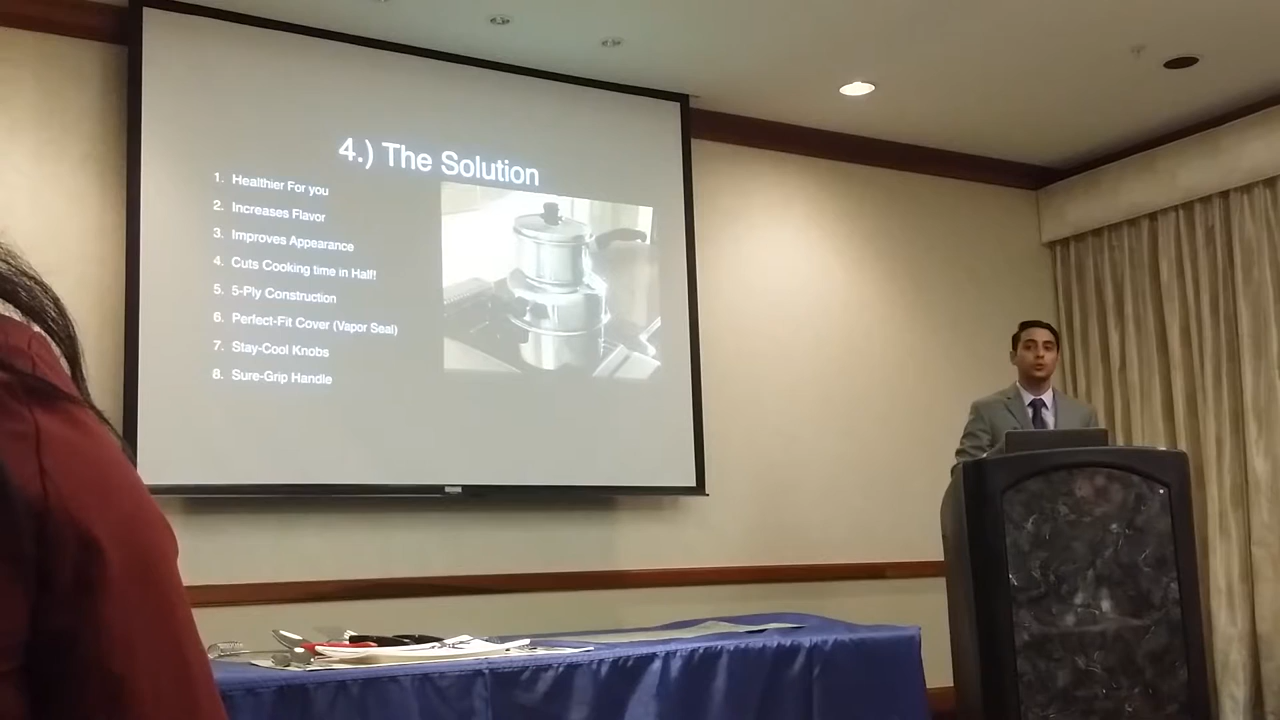 4.) The Solution
1. Healthier For you
2. Increases Flavor
3. Improves Appearance
4. Cuts Cooking time in Half!
5. 5-Ply Construction
6. Perfect-Fit Cover (Vapor Seal)
7. Stay-Cool Knobs
8. Sure-Grip Handle